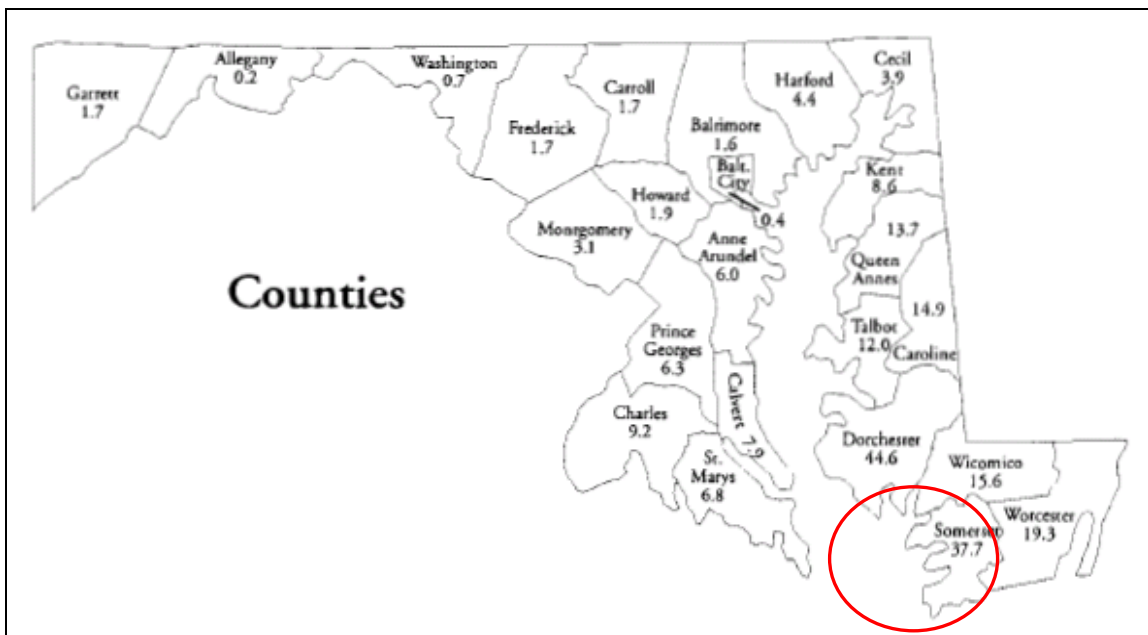 Garrett
1.7
Allegany
0.2
Washington
0.7
Frederick
1.7
Carroll
1.7
Balrimore
1.6
Balt.
City
0.4
Harford
4.4
Cecil
3.9
Howard
1.9
Monrgomery
3.1
Anne
Arundel
6.0
Kent
8.6
13.7
Queen
Annes
Counties
Talbot
12.0
14.9
Caroline
Prince
Georges
6.3
Calvert 7.9
Charles
9.2
St.
Marys
6.8
Dorchester
44.6
Wicomico
15.6
Somerset
37.7
Worcester
19.3